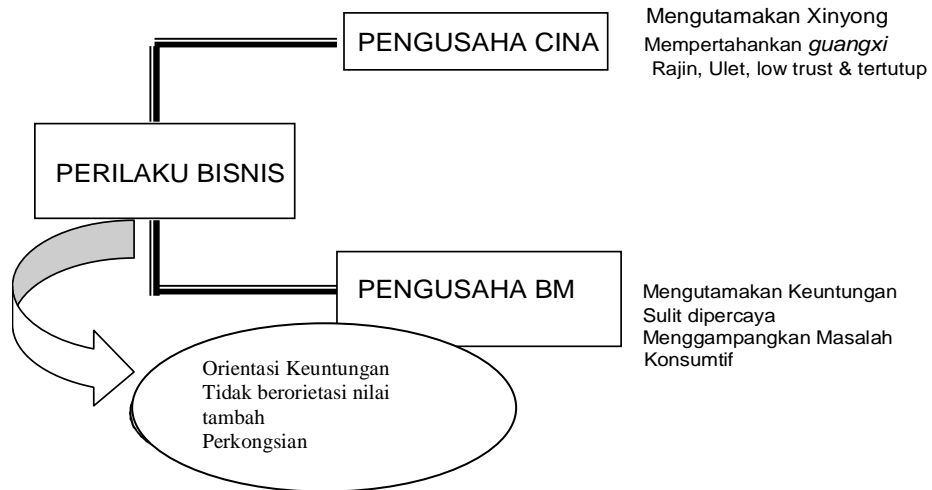 PENGUSAHA CINA
Mengutamakan Xinyong
Mempertahankan guangxi
Rajin, Ulet, low trust & tertutup
PERILAKU BISNIS
PENGUSAHA BM
Mengutamakan Keuntungan
Sulit dipercaya
Menggampangkan Masalah
Konsumtif
Orientasi Keuntungan
Tidak berorietasi nilai
tambah
Perkongsian